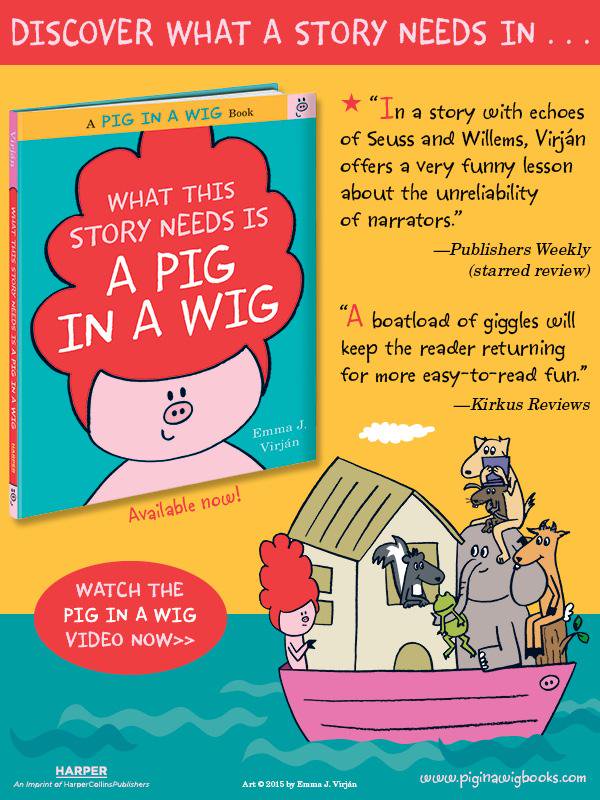 DISCOVER WHAT A STORY NEEDS IN . . .
A PIG IN A WIG Book
Virján
WHAT THIS STORY NEEDS IS A PIG IN A WIG
HARPER
WHAT THIS
STORY NEEDS IS
A PIG
IN A WIG
Emma J.
Virján
Available now!
★ “In a story with echoes
of Seuss and Willems, Virján
offers a very funny lesson
about the unreliability
of narrators.”
—Publishers Weekly
(starred review)
“A boatload of giggles will
keep the reader returning
for more easy-to-read fun.”
—Kirkus Reviews
WATCH THE
PIG IN A WIG
VIDEO NOW>>
HARPER
An Imprint of HarperCollinsPublishers
Art © 2015 by Emma J. Virján
www.piginawigbooks.com